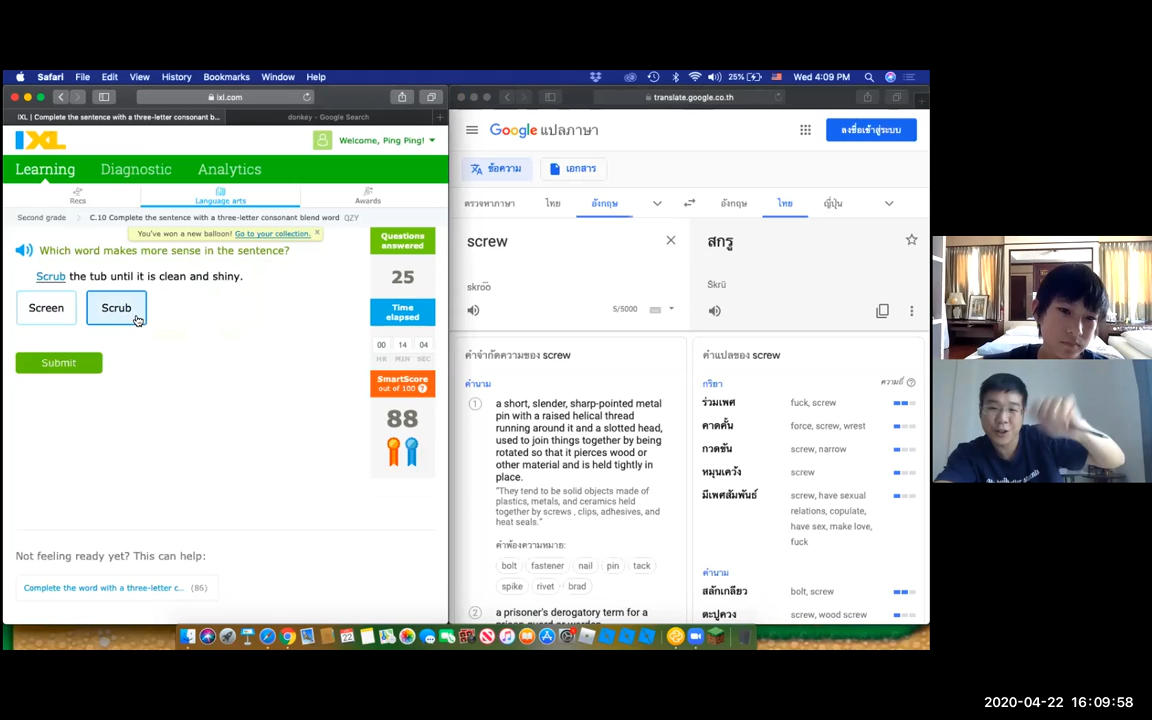 Safari File Edit View History Bookmarks Window Help
25% Wed 4:09 PM
ixl.com
translate.google.co.th
IXL | Complete the sentence with a three-letter consonant b...
donkey – Google Search
IXL
Welcome, Ping Ping!
Learning Diagnostic Analytics
Recs
Language arts
Awards
Second grade
C.10 Complete the sentence with a three-letter consonant blend word QZY
You've won a new balloon! Go to your collection.
Which word makes more sense in the sentence?
Scrub the tub until it is clean and shiny.
Screen
Scrub
Submit
Questions
answered
25
Time
elapsed
00 14 04
HR MIN SEC
SmartScore
out of 100
88
Not feeling ready yet? This can help:
Complete the word with a three-letter c... (86)
Google แปลภาษา
ลงชื่อเข้าสู่ระบบ
ข้อความ
เอกสาร
ตรวจหาภาษา
ไทย
อังกฤษ
อังกฤษ
ไทย
ญี่ปุ่น
screw
skro͞o
5/5000
สกรู
Skrū
คำจำกัดความของ screw
คำนาม
1
a short, slender, sharp-pointed metal
pin with a raised helical thread
running around it and a slotted head,
used to join things together by being
rotated so that it pierces wood or
other material and is held tightly in
place.
"They tend to be solid objects made of
plastics, metals, and ceramics held
together by screws , clips, adhesives, and
heat seals."
คำพ้องความหมาย:
bolt fastener nail pin tack
spike rivet brad
2
a prisoner's derogatory term for a
คำแปลของ screw
กริยา
ความถี่
ร่วมเพศ fuck, screw
คาดคั้น force, screw, wrest
กวดขัน screw, narrow
หมุนเคว้ง screw
มีเพศสัมพันธ์ screw, have sexual
relations, copulate,
have sex, make love,
fuck
คำนาม
สลักเกลียว bolt, screw
ตะปูควง screw, wood screw
2020-04-22 16:09:58